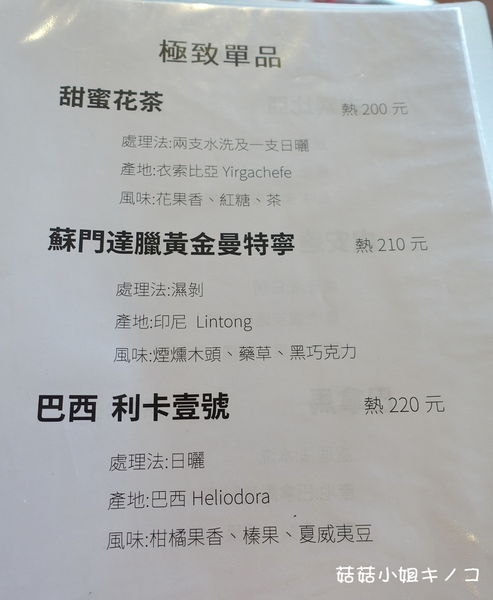 極致單品
甜蜜花茶 熱 200 元
處理法:兩支水洗及一支日曬
產地:衣索比亞 Yirgachefe
風味:花果香、紅糖、茶
蘇門達臘黃金曼特寧 熱 210 元
處理法:濕剝
產地:印尼 Lintong
風味:煙燻木頭、藥草、黑巧克力
巴西 利卡壹號 熱 220 元
處理法:日曬
產地:巴西 Heliodora
風味:柑橘果香、榛果、夏威夷豆
菇菇小姐キノコ